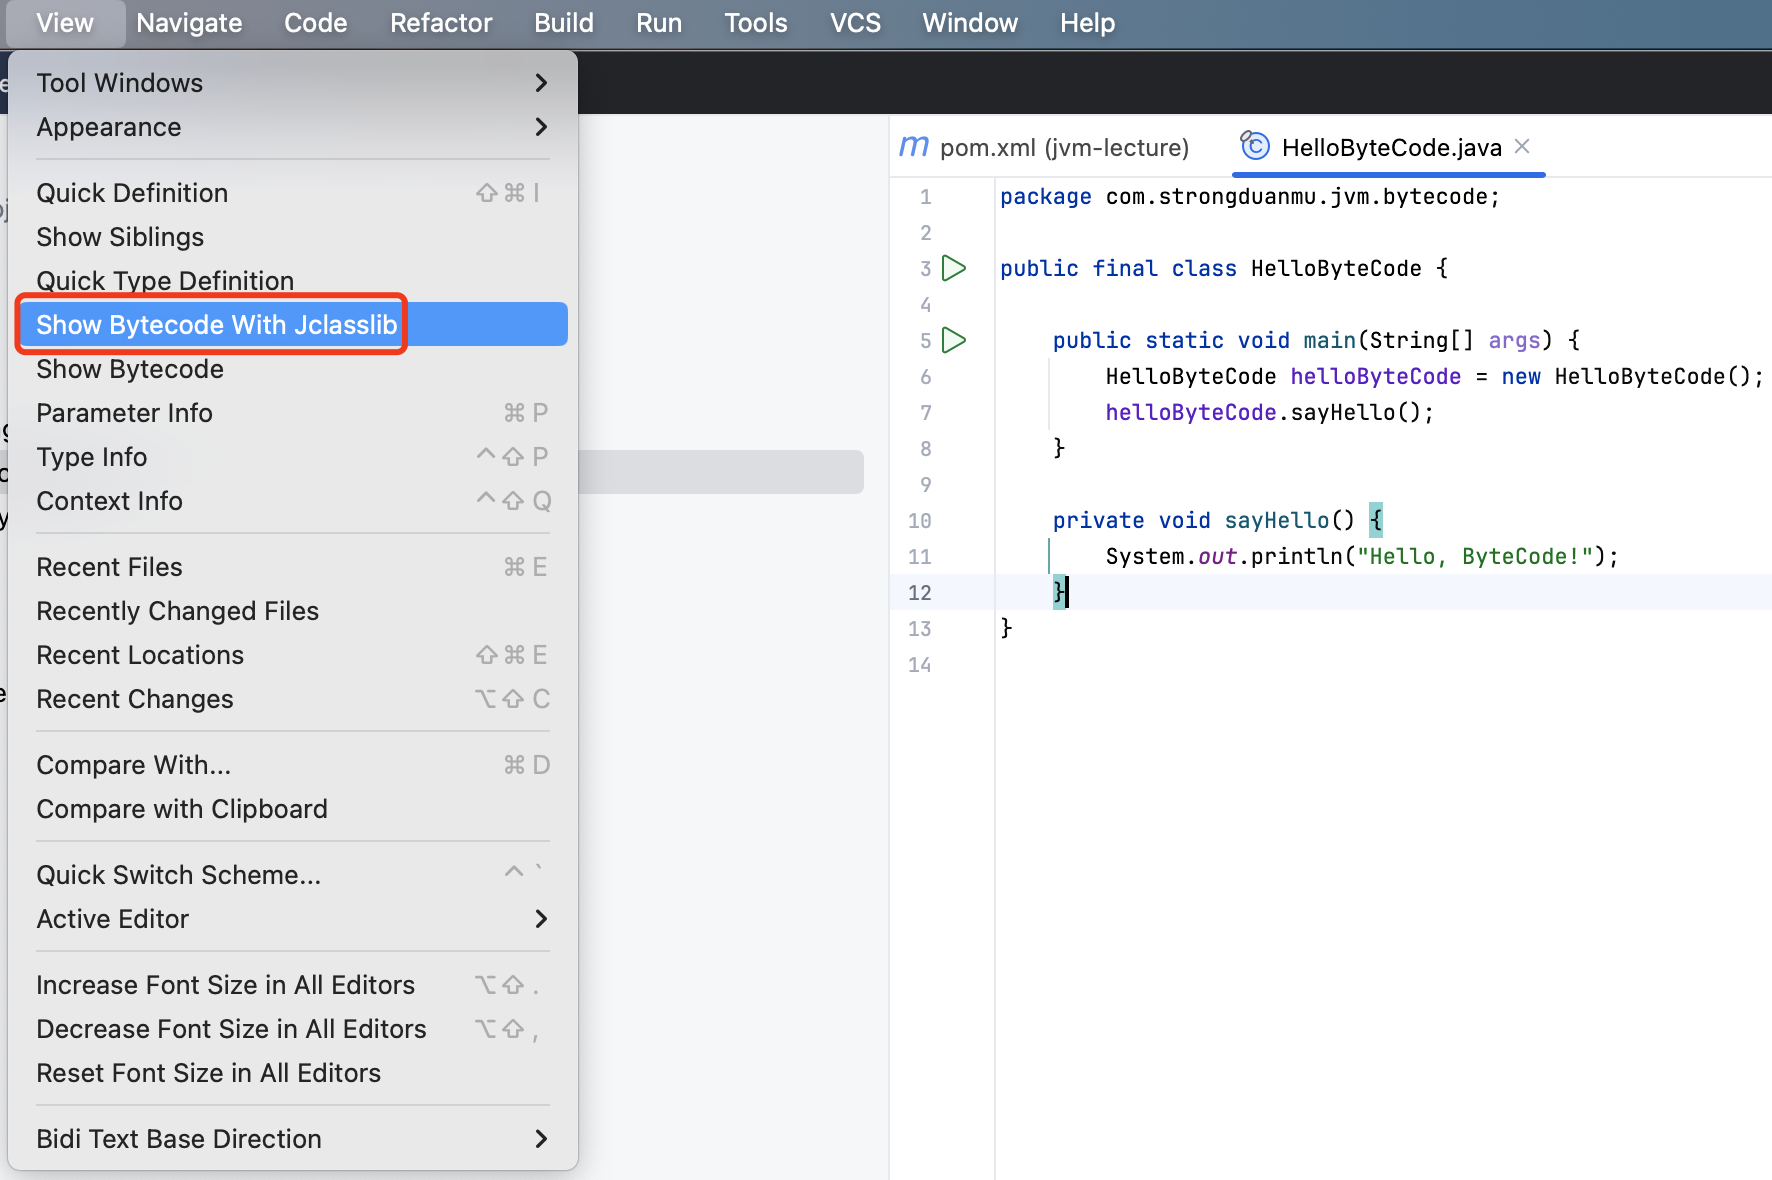 View Navigate Code Refactor Build Run Tools VCS Window Help
Tool Windows
Appearance
Quick Definition ⇧⌘ I
Show Siblings
Quick Type Definition
Show Bytecode With Jclasslib
Show Bytecode
Parameter Info ⌘ P
Type Info ^⇧ P
Context Info ^⇧ Q
Recent Files ⌘ E
Recently Changed Files
Recent Locations ⇧⌘ E
Recent Changes ⌥⇧ C
Compare With... ⌘ D
Compare with Clipboard
Quick Switch Scheme... ^ `
Active Editor
Increase Font Size in All Editors ⌥⇧ .
Decrease Font Size in All Editors ⌥⇧ ,
Reset Font Size in All Editors
Bidi Text Base Direction
m pom.xml (jvm-lecture) HelloByteCode.java
1 package com.strongduanmu.jvm.bytecode;
2
3 public final class HelloByteCode {
4
5 public static void main(String[] args) {
6 HelloByteCode helloByteCode = new HelloByteCode();
7 helloByteCode.sayHello();
8 }
9
10 private void sayHello() {
11 System.out.println("Hello, ByteCode!");
12 }
13 }
14